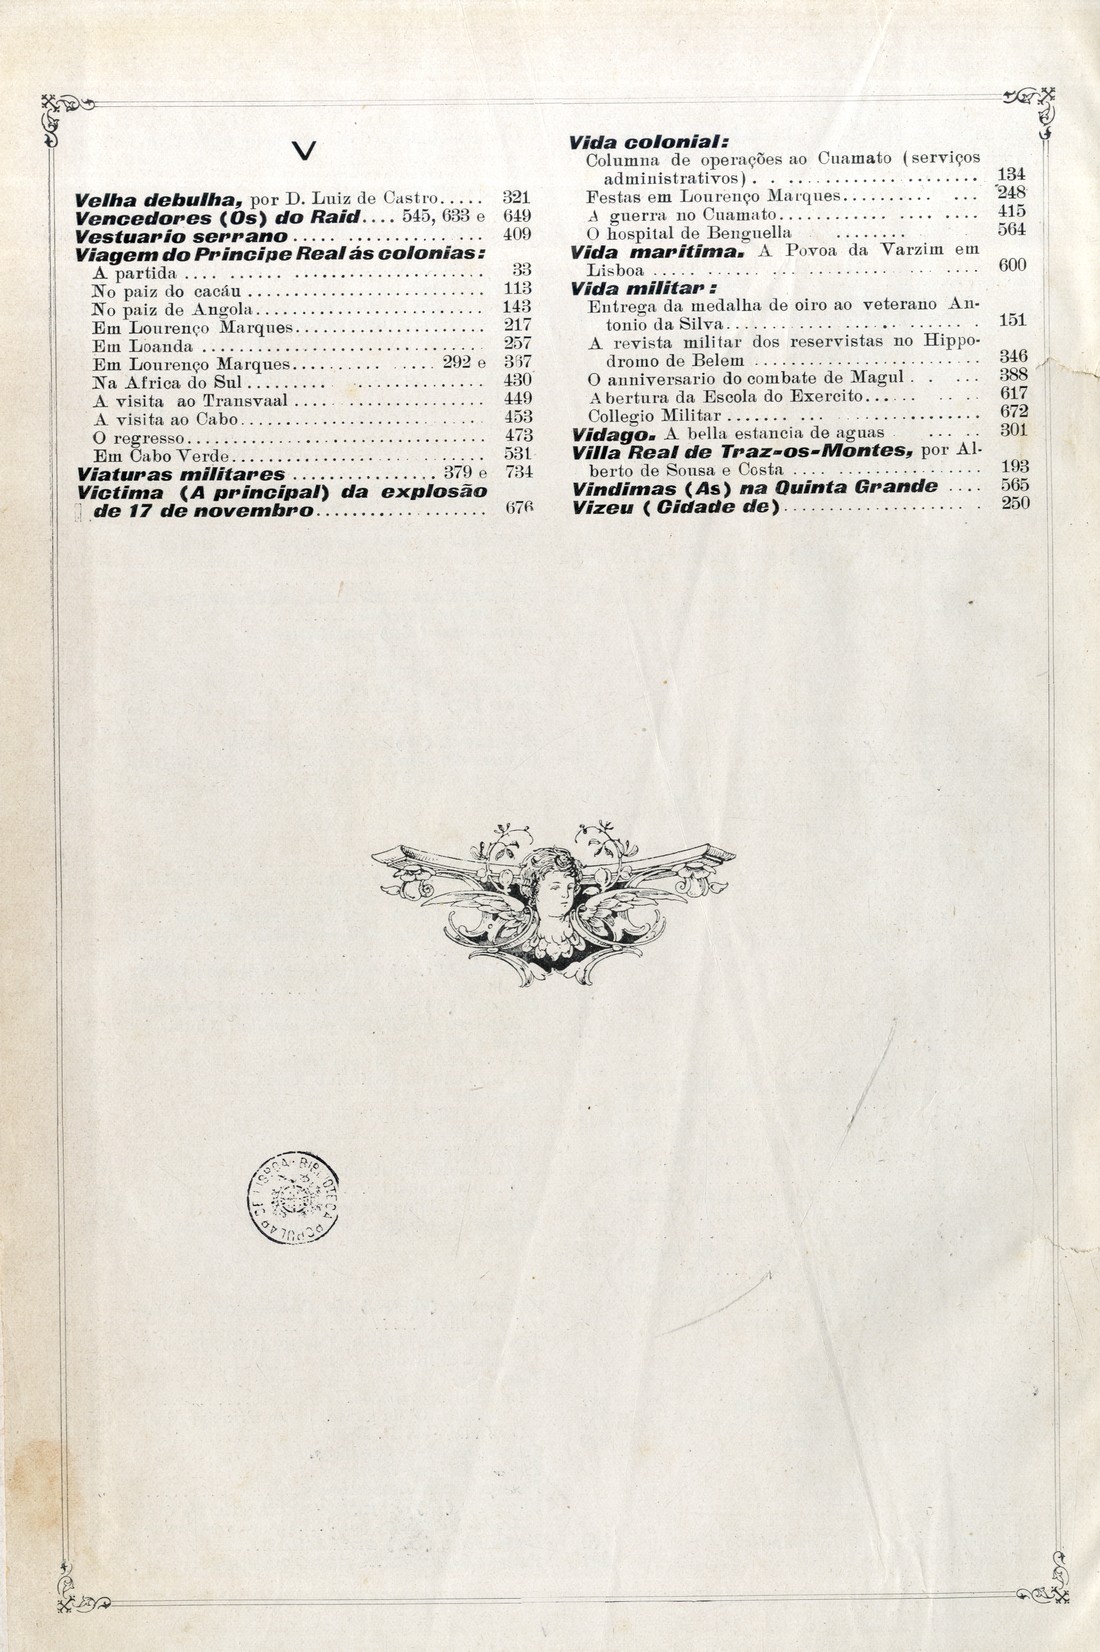 V
Velha debulha, por D. Luiz de Castro..... 321
Vencedores (Os) do Raid.... 545, 633 e 649
Vestuario serrano ..... 409
Viagem do Principe Real ás colonias:
A partida .... 33
No paiz do cacáu .... 113
No paiz de Angola.... 143
Em Lourenço Marques.... 217
Em Loanda .... 257
Em Lourenço Marques.... 292 e 367
Na Africa do Sul .... 430
A visita ao Transvaal .... 449
A visita ao Cabo.... 453
O regresso.... 473
Em Cabo Verde.... 531
Viaturas militares .... 379 e 734
Victima (A principal) da explosão
de 17 de novembro.... 676
Vida colonial:
Columna de operações ao Cuamato (serviços
administrativos) .... 134
Festas em Lourenço Marques.... 248
A guerra no Cuamato.... 415
O hospital de Benguella .... 564
Vida maritima. A Povoa da Varzim em
Lisboa .... 600
Vida militar:
Entrega da medalha de oiro ao veterano An-
tonio da Silva.... 151
A revista militar dos reservistas no Hippo-
dromo de Belem .... 346
O anniversario do combate de Magul .... 388
Abertura da Escola do Exercito.... 617
Collegio Militar .... 672
Vidago. A bella estancia de aguas .... 301
Villa Real de Traz-os-Montes, por Al-
berto de Sousa e Costa .... 193
Vindimas (As) na Quinta Grande .... 565
Vizeu (Cidade de).... 250
BIBLIOTECA POPULAR DE LISBOA